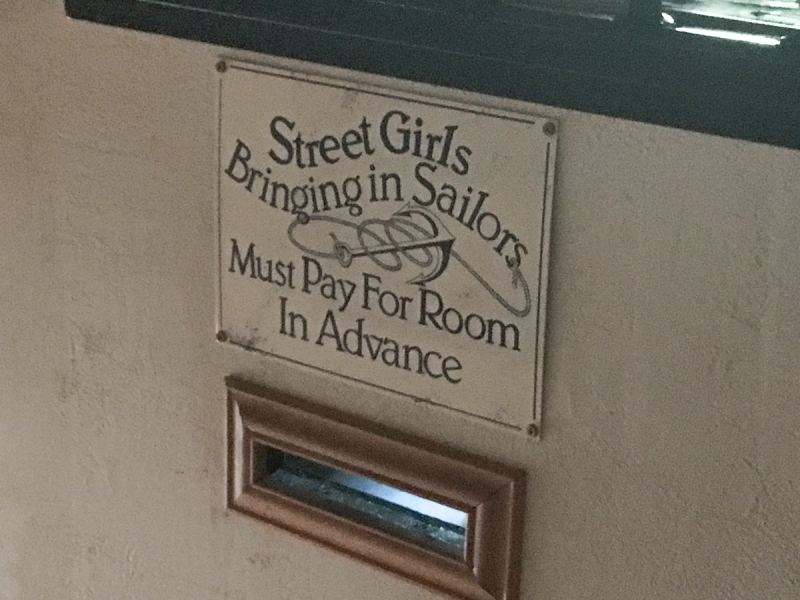 Street Girls
Bringing in Sailors
Must Pay For Room
In Advance